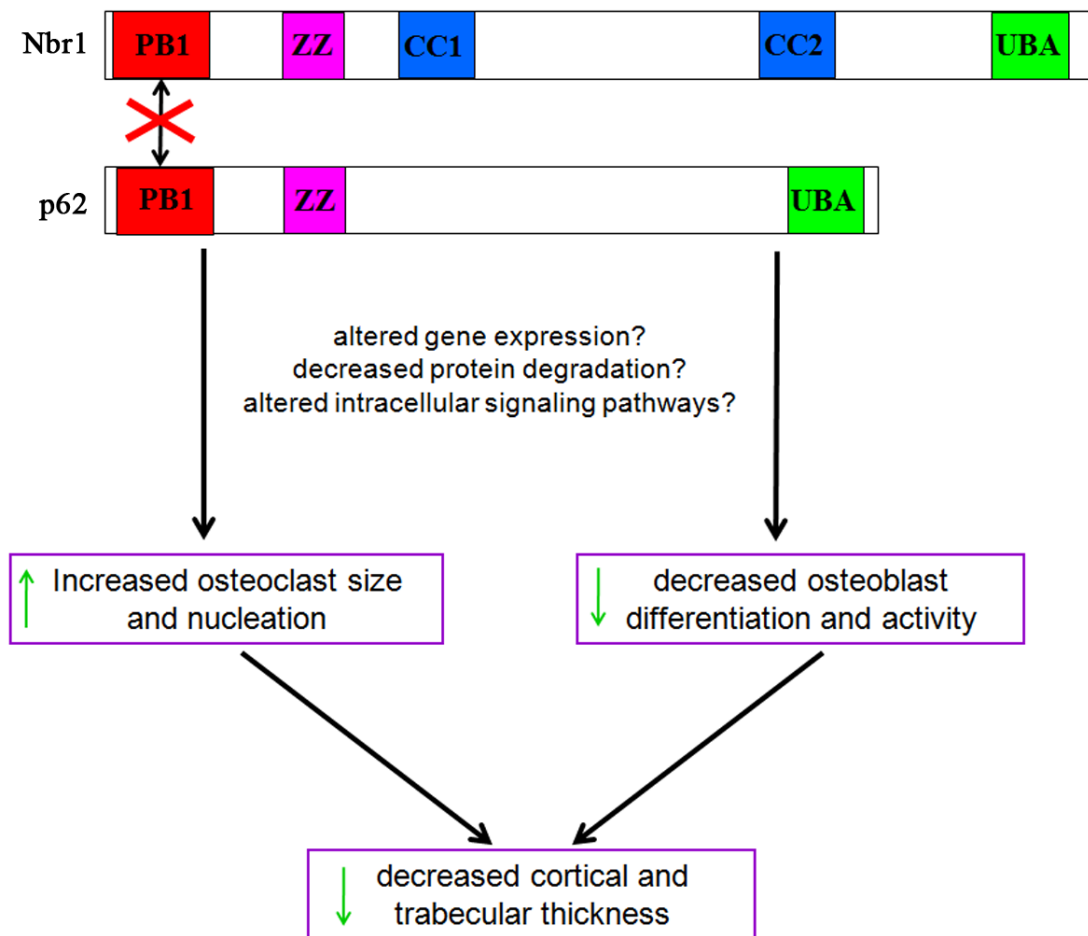 Nbr1 PB1 ZZ CC1 CC2 UBA
p62 PB1 ZZ UBA
altered gene expression?
decreased protein degradation?
altered intracellular signaling pathways?
Increased osteoclast size
and nucleation
decreased osteoblast
differentiation and activity
decreased cortical and
trabecular thickness